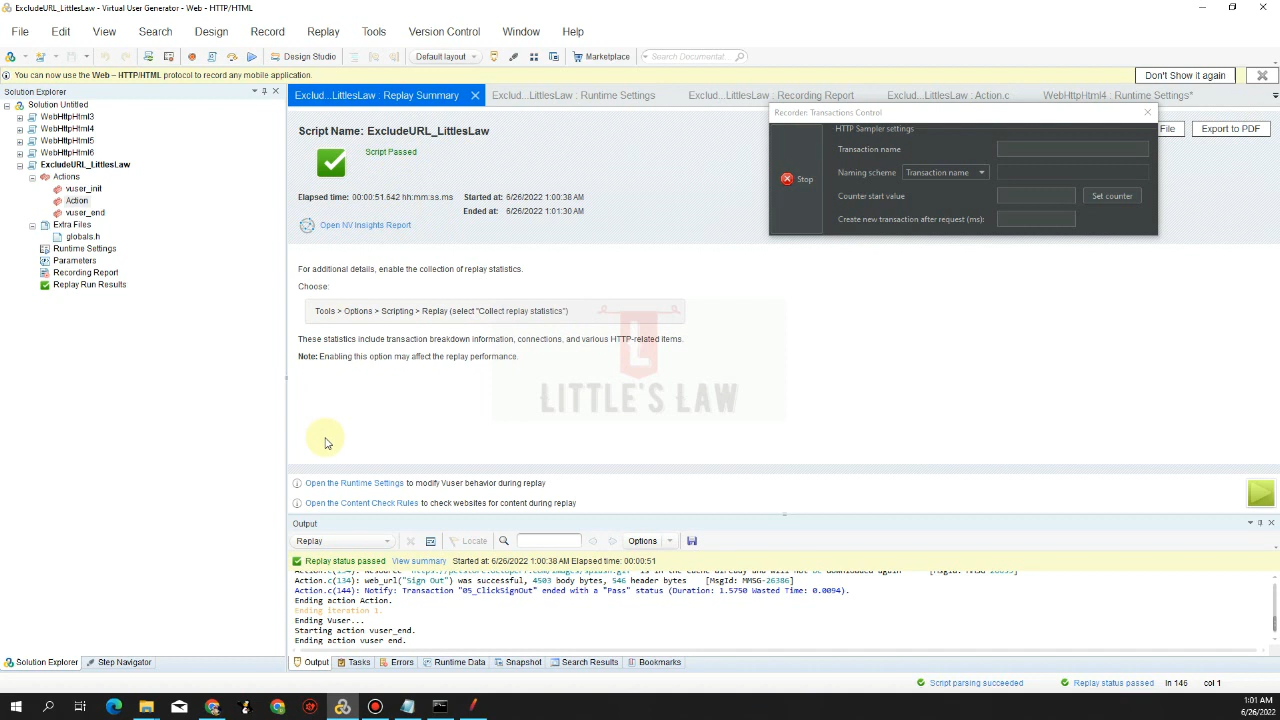 ExcludeURL_LittlesLaw - Virtual User Generator - Web - HTTP/HTML
File Edit View Search Design Record Replay Tools Version Control Window Help
Design Studio Default layout Marketplace Search Documentat.
You can now use the Web – HTTP/HTML protocol to record any mobile application. Don't Show it again
Solution Explorer
Exclud...LittlesLaw : Replay Summary Exclud...LittlesLaw : Runtime Settings Exclud...LittlesLaw : Recording Report Exclud...LittlesLaw : Action.c WebHttpHtml4 : Runtime Settings*
Solution Untitled
WebHttpHtml3
WebHttpHtml4
WebHttpHtml5
WebHttpHtml6
ExcludeURL_LittlesLaw
Actions
vuser_init
Action
vuser_end
Extra Files
globals.h
Runtime Settings
Parameters
Recording Report
Replay Run Results
Script Name: ExcludeURL_LittlesLaw
Script Passed
Elapsed time: 00:00:51.642 hh:mm:ss.ms Started at: 6/26/2022 1:00:38 AM
Ended at: 6/26/2022 1:01:30 AM
Open NV Insights Report
Recorder: Transactions Control
HTTP Sampler settings
Transaction name
Stop
Naming scheme Transaction name
Counter start value Set counter
Create new transaction after request (ms):
File Export to PDF
For additional details, enable the collection of replay statistics.
Choose:
Tools > Options > Scripting > Replay (select "Collect replay statistics")
These statistics include transaction breakdown information, connections, and various HTTP-related items.
Note: Enabling this option may affect the replay performance.
L
LITTLE'S LAW
Open the Runtime Settings to modify Vuser behavior during replay
Open the Content Check Rules to check websites for content during replay
Output
Replay Locate Options
Replay status passed View summary Started at: 6/26/2022 1:00:38 AM Elapsed time: 00:00:51
Action.c(134): web_url("Sign Out") was successful, 4503 body bytes, 546 header bytes [MsgId: MMSG-26386]
Action.c(144): Notify: Transaction "05_ClickSignOut" ended with a "Pass" status (Duration: 1.5750 Wasted Time: 0.0094).
Ending action Action.
Ending iteration 1.
Ending Vuser...
Starting action vuser_end.
Ending action vuser_end.
Solution Explorer Step Navigator
Output Tasks Errors Runtime Data Snapshot Search Results Bookmarks
Script parsing succeeded Replay status passed ln 146 col 1
1:01 AM
6/26/2022